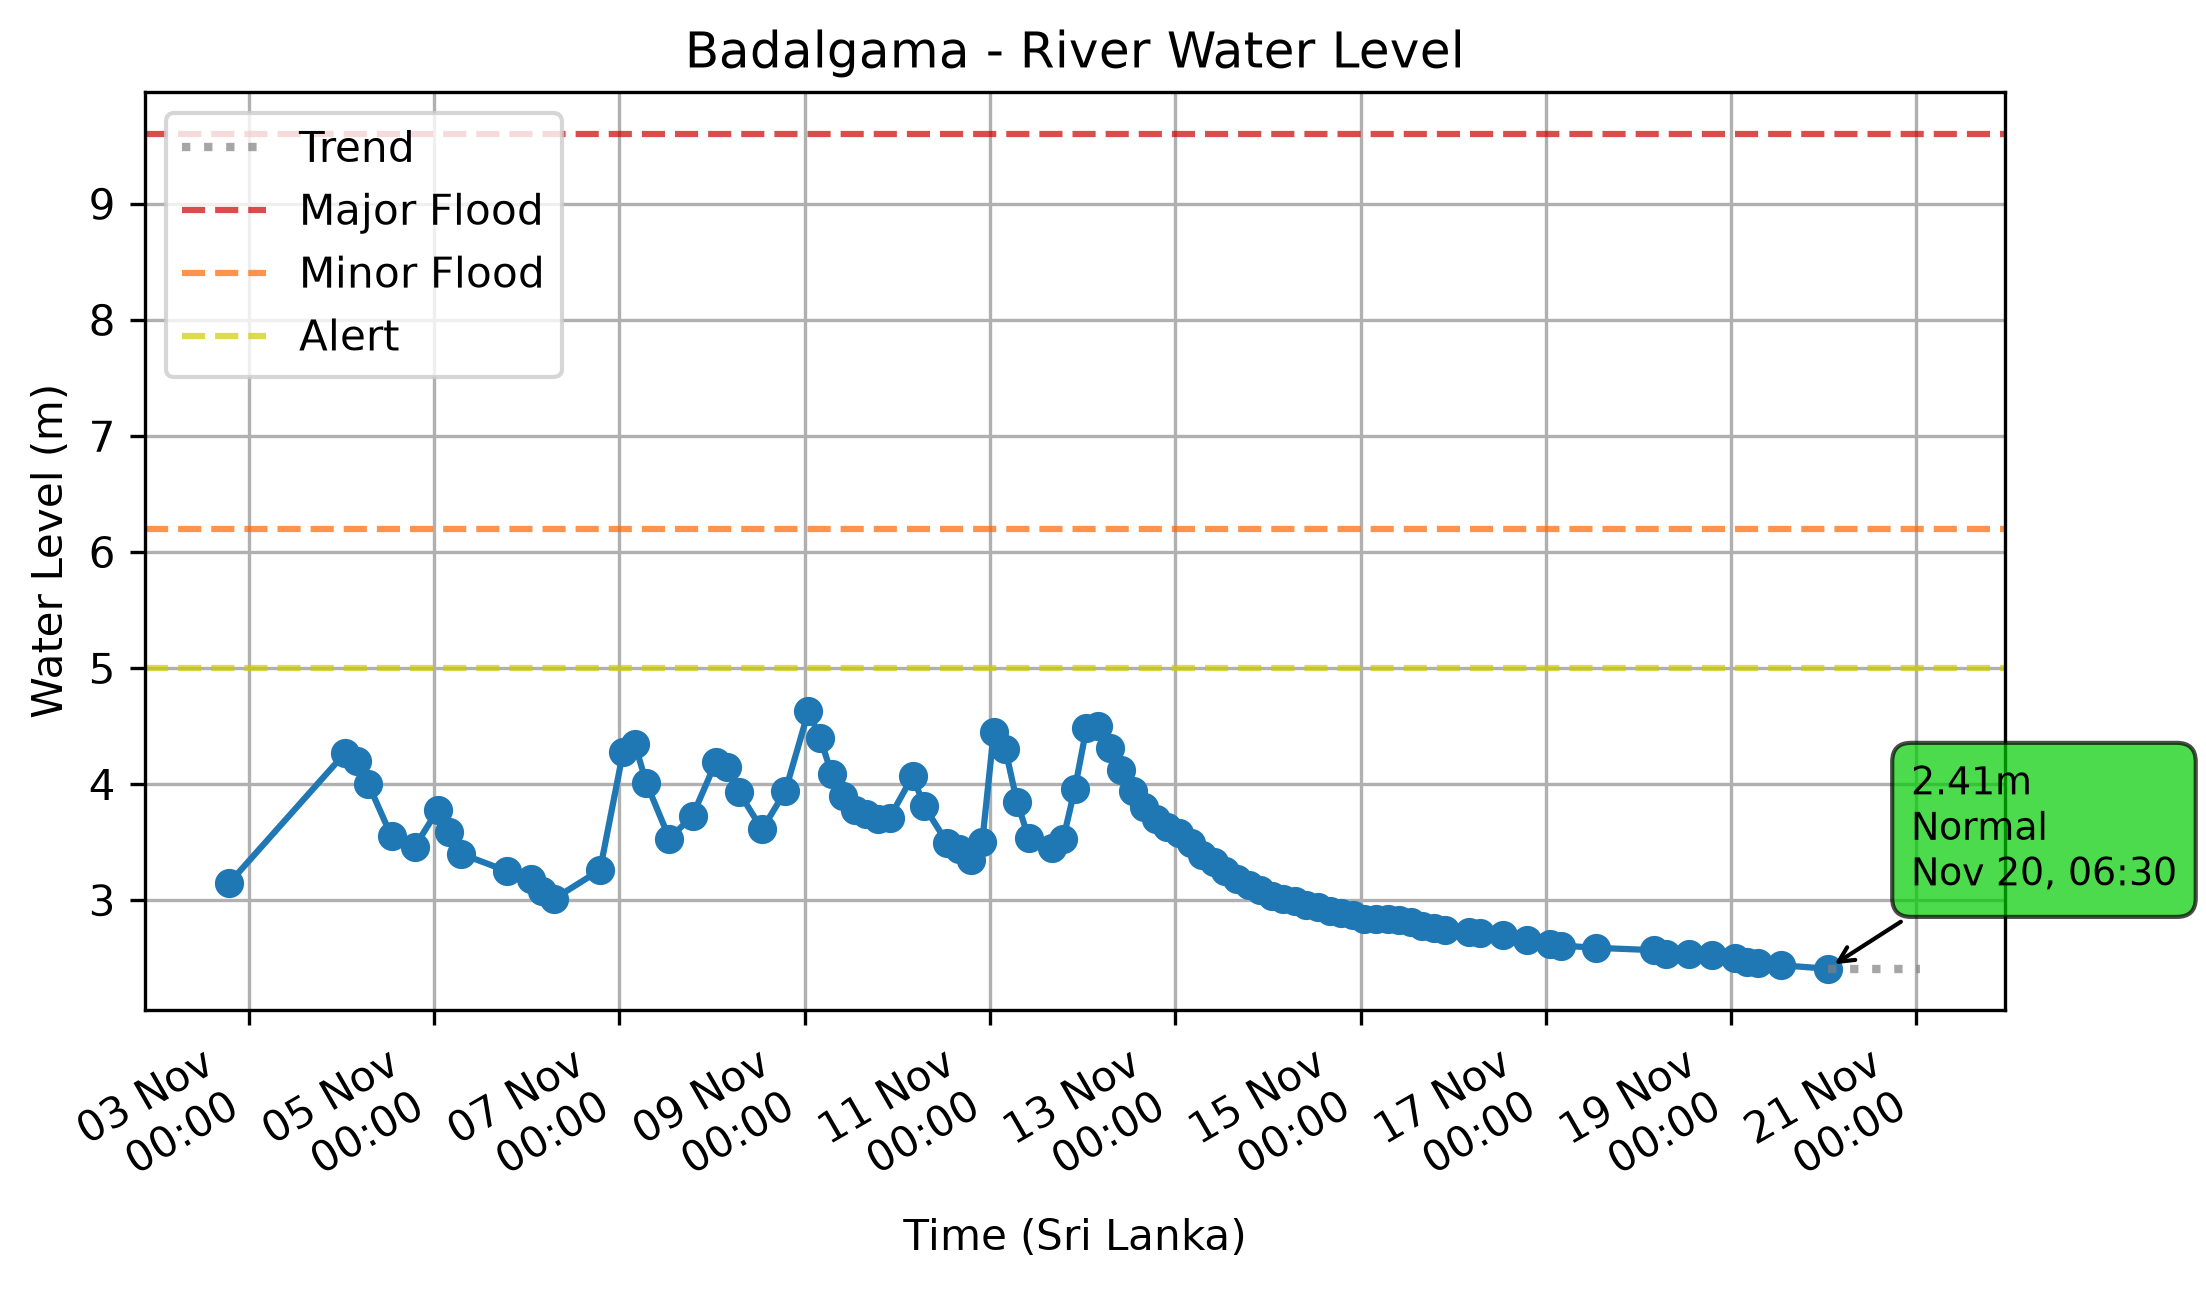 Badalgama - River Water Level
Trend
Major Flood
Minor Flood
Alert
Water Level (m)
9
8
7
6
5
4
3
2.41m
Normal
Nov 20, 06:30
03 Nov
00:00
05 Nov
00:00
07 Nov
00:00
09 Nov
00:00
11 Nov
00:00
13 Nov
00:00
15 Nov
00:00
17 Nov
00:00
19 Nov
00:00
21 Nov
00:00
Time (Sri Lanka)